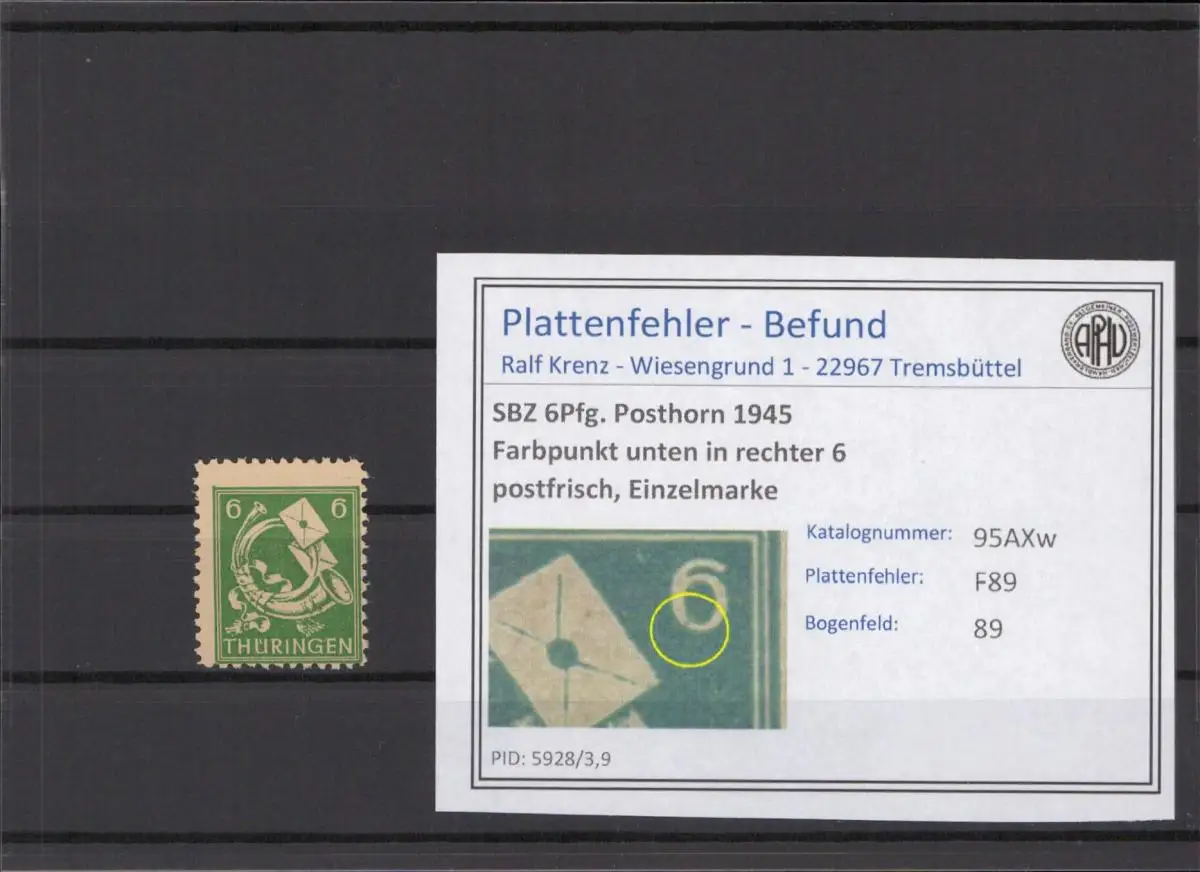 6 6
THÜRINGEN
Plattenfehler - Befund
Ralf Krenz - Wiesengrund 1 - 22967 Tremsbüttel
APHV
SBZ 6Pfg. Posthorn 1945
Farbpunkt unten in rechter 6
postfrisch, Einzelmarke
6
Katalognummer: 95AXw
Plattenfehler: F89
Bogenfeld: 89
PID: 5928/3,9